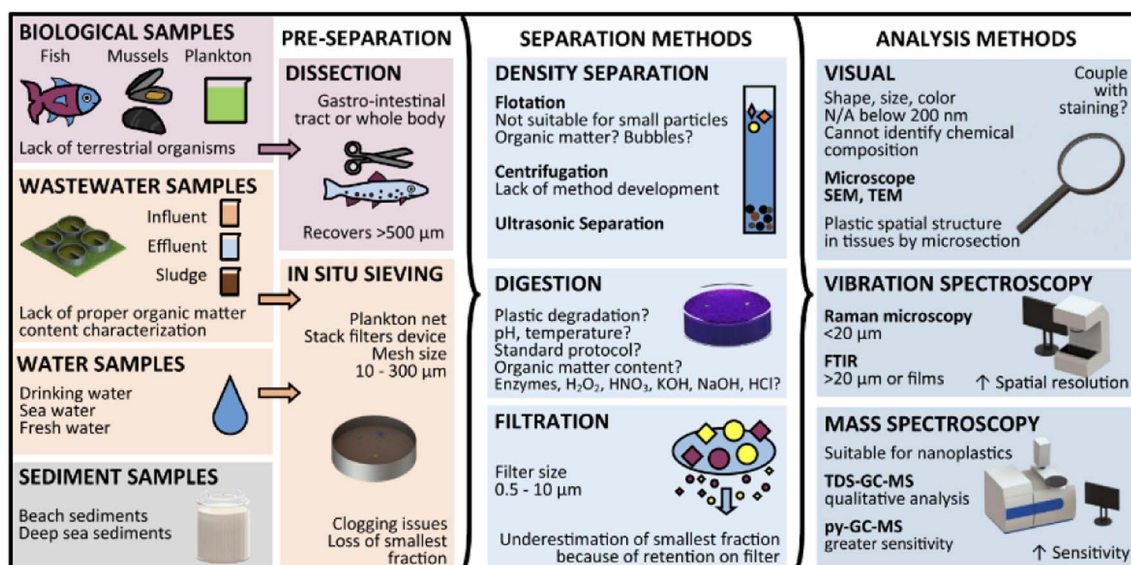 BIOLOGICAL SAMPLES
Fish Mussels Plankton
Lack of terrestrial organisms
WASTEWATER SAMPLES
Influent
Effluent
Sludge
Lack of proper organic matter
content characterization
WATER SAMPLES
Drinking water
Sea water
Fresh water
SEDIMENT SAMPLES
Beach sediments
Deep sea sediments
PRE-SEPARATION
DISSECTION
Gastro-intestinal
tract or whole body
Recovers >500 µm
IN SITU SIEVING
Plankton net
Stack filters device
Mesh size
10 - 300 µm
Clogging issues
Loss of smallest
fraction
SEPARATION METHODS
DENSITY SEPARATION
Flotation
Not suitable for small particles
Organic matter? Bubbles?
Centrifugation
Lack of method development
Ultrasonic Separation
DIGESTION
Plastic degradation?
pH, temperature?
Standard protocol?
Organic matter content?
Enzymes, H₂O₂, HNO₃, KOH, NaOH, HCl?
FILTRATION
Filter size
0.5 - 10 µm
Underestimation of smallest fraction
because of retention on filter
ANALYSIS METHODS
VISUAL
Shape, size, color
N/A below 200 nm
Cannot identify chemical
composition
Couple
with
staining?
Microscope
SEM, TEM
Plastic spatial structure
in tissues by microsection
VIBRATION SPECTROSCOPY
Raman microscopy
<20 µm
FTIR
>20 µm or films
↑ Spatial resolution
MASS SPECTROSCOPY
Suitable for nanoplastics
TDS-GC-MS
qualitative analysis
py-GC-MS
greater sensitivity
↑ Sensitivity